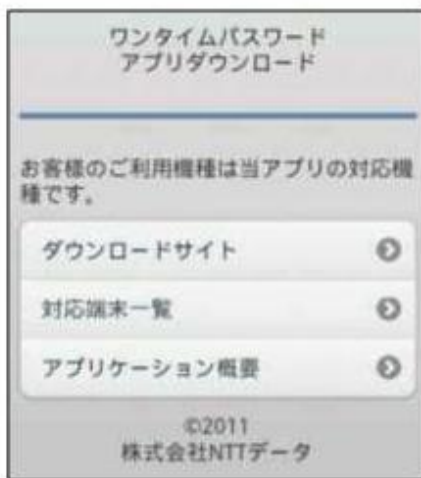 ワンタイムパスワード
アプリダウンロード
お客様のご利用機種は当アプリの対応機
種です。
ダウンロードサイト
対応端末一覧
アプリケーション概要
©2011
株式会社NTTデータ